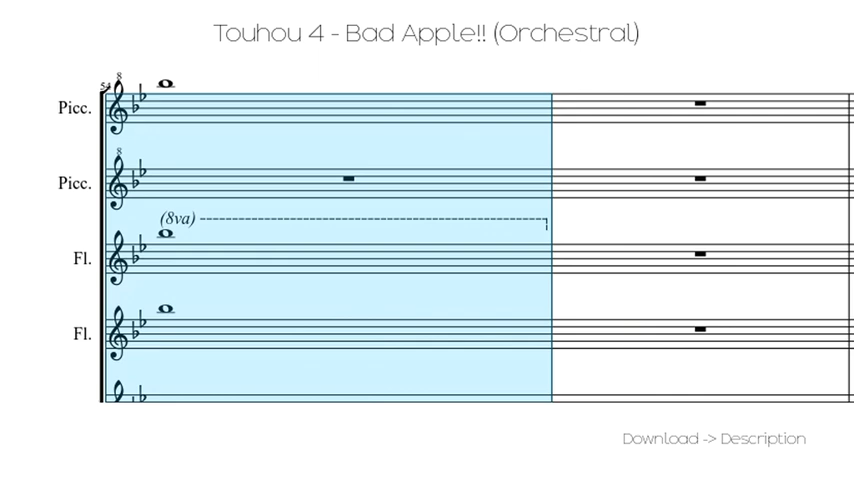 Touhou 4 - Bad Apple!! (Orchestral)
54
8
Picc.
8
Picc.
(8va)
Fl.
Fl.
Download -> Description